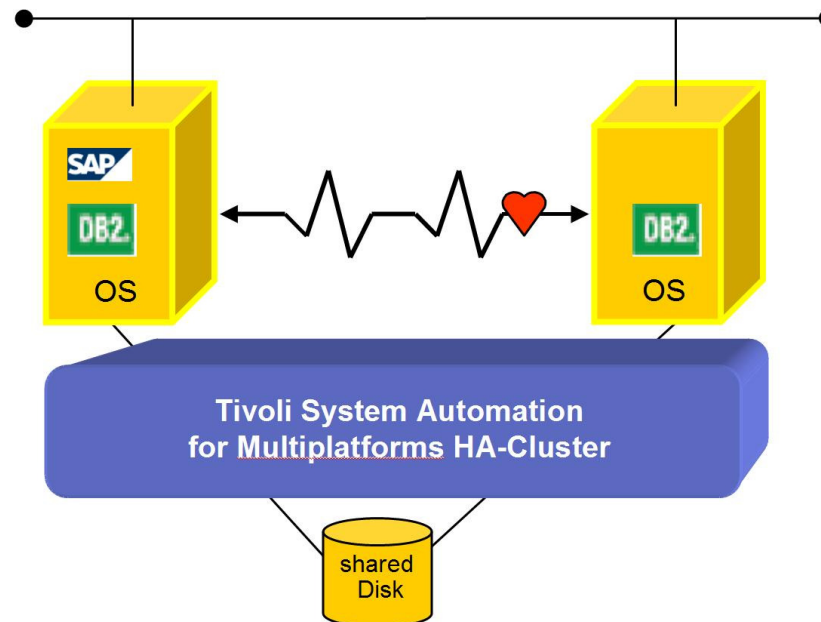 SAP
DB2.
OS
DB2.
OS
Tivoli System Automation
for Multiplatforms HA-Cluster
shared
Disk